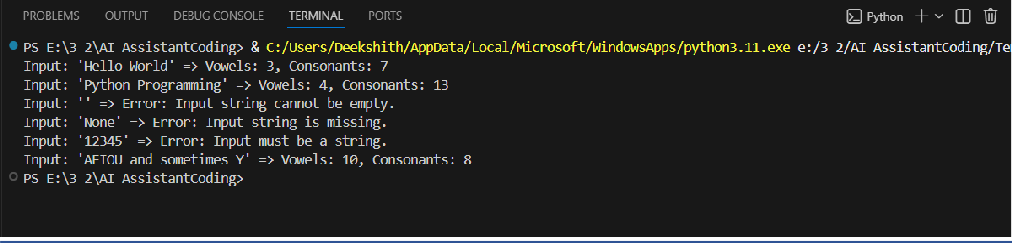 PROBLEMS OUTPUT DEBUG CONSOLE TERMINAL PORTS Python
PS E:\3 2\AI AssistantCoding> & C:/Users/Deekshith/AppData/Local/Microsoft/WindowsApps/python3.11.exe e:/3 2/AI AssistantCoding/Te
Input: 'Hello World' => Vowels: 3, Consonants: 7
Input: 'Python Programming' => Vowels: 4, Consonants: 13
Input: '' => Error: Input string cannot be empty.
Input: 'None' => Error: Input string is missing.
Input: '12345' => Error: Input must be a string.
Input: 'AEIOU and sometimes Y' => Vowels: 10, Consonants: 8
PS E:\3 2\AI AssistantCoding>